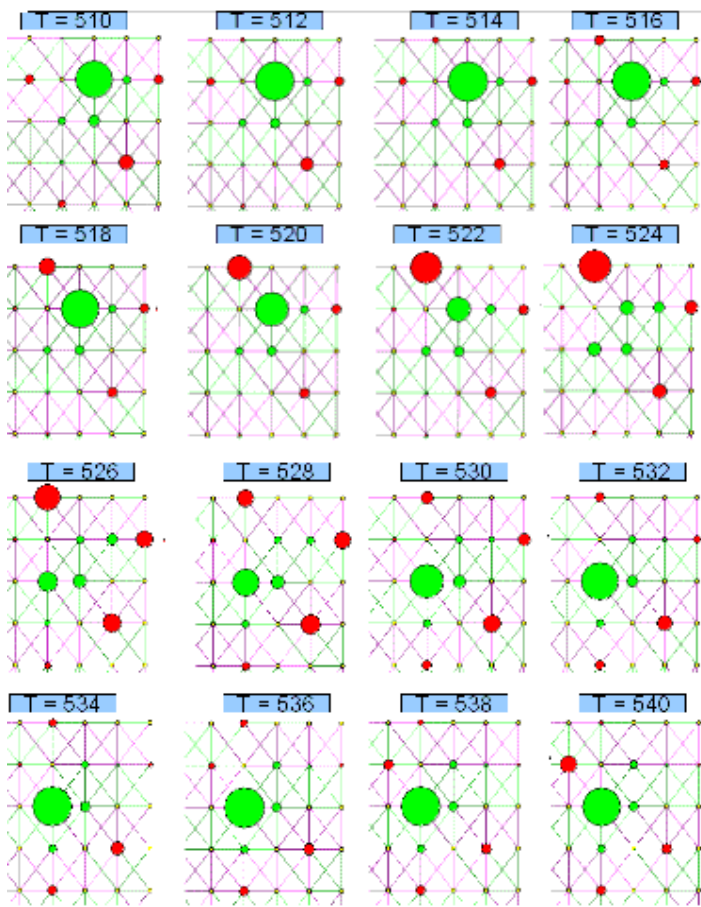 T = 510 T = 512 T = 514 T = 516
T = 518 T = 520 T = 522 T = 524
T = 526 T = 528 T = 530 T = 532
T = 534 T = 536 T = 538 T = 540